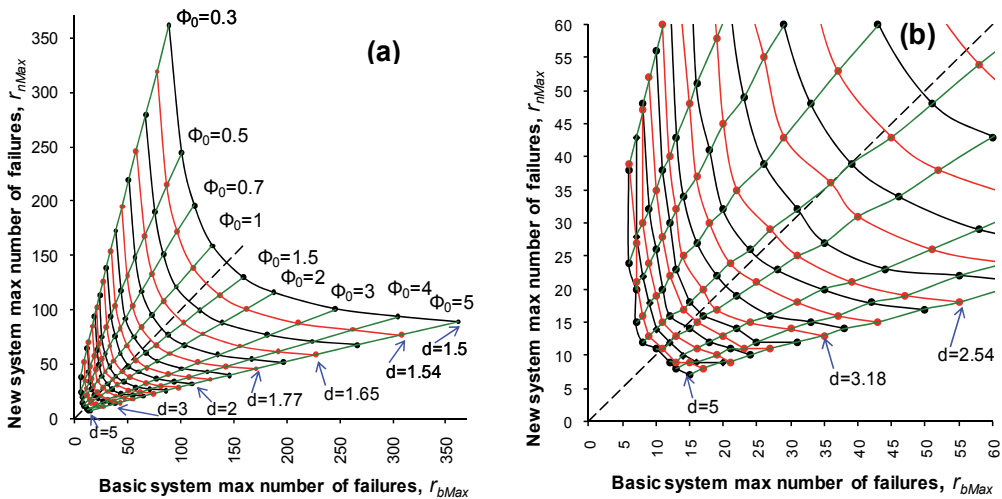 (a)
Φ₀=0.3
Φ₀=0.5
Φ₀=0.7
Φ₀=1
Φ₀=1.5
Φ₀=2
Φ₀=3
Φ₀=4
Φ₀=5
d=1.5
d=1.54
d=1.65
d=1.77
d=2
d=3
d=5
350
300
250
200
150
100
50
0
0 50 100 150 200 250 300 350
New system max number of failures, rnMax
Basic system max number of failures, rbMax
(b)
60
55
50
45
40
35
30
25
20
15
10
5
0
0 5 10 15 20 25 30 35 40 45 50 55 60
d=2.54
d=3.18
d=5
New system max number of failures, rnMax
Basic system max number of failures, rbMax